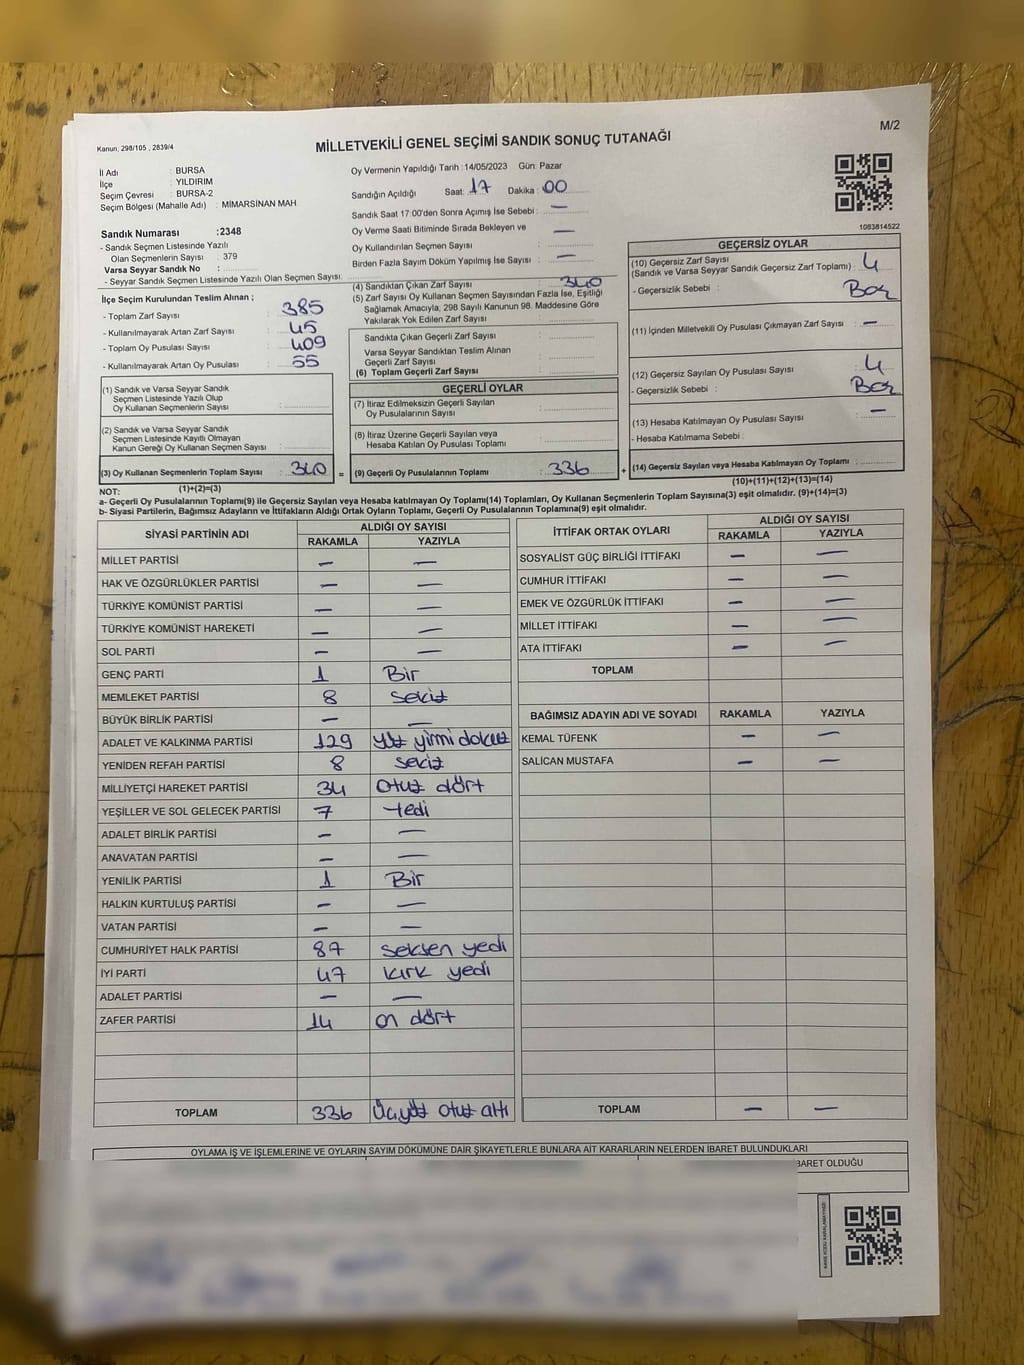 M/2
Kanun; 298/105 , 2839/4
MİLLETVEKİLİ GENEL SEÇİMİ SANDIK SONUÇ TUTANAĞI
İl Adı : BURSA
İlçe : YILDIRIM
Seçim Çevresi : BURSA-2
Seçim Bölgesi (Mahalle Adı) : MİMARSİNAN MAH
Sandık Numarası :2348
- Sandık Seçmen Listesinde Yazılı
Olan Seçmenlerin Sayısı : 379
Varsa Seyyar Sandık No :
- Seyyar Sandık Seçmen Listesinde Yazılı Olan Seçmen Sayısı:
Oy Vermenin Yapıldığı Tarih : 14/05/2023 Gün: Pazar
Sandığın Açıldığı Saat: 17 Dakika : 00
Sandık Saat 17:00'den Sonra Açımış İse Sebebi : —
Oy Verme Saati Bitiminde Sırada Bekleyen ve
Oy Kullandırılan Seçmen Sayısı : —
Birden Fazla Sayım Döküm Yapılmış İse Sayısı : —
1083814522
İlçe Seçim Kurulundan Teslim Alınan ;
- Toplam Zarf Sayısı : 385
- Kullanılmayarak Artan Zarf Sayısı : 45
- Toplam Oy Pusulası Sayısı : 409
- Kullanılmayarak Artan Oy Pusulası : 55
(1) Sandık ve Varsa Seyyar Sandık
Seçmen Listesinde Yazılı Olup
Oy Kullanan Seçmenlerin Sayısı :
(2) Sandık ve Varsa Seyyar Sandık
Seçmen Listesinde Kayıtlı Olmayan
Kanun Gereği Oy Kullanan Seçmen Sayısı :
(3) Oy Kullanan Seçmenlerin Toplam Sayısı : 340 =
(1)+(2)=(3)
(4) Sandıktan Çıkan Zarf Sayısı : 340
(5) Zarf Sayısı Oy Kullanan Seçmen Sayısından Fazla İse, Eşitliği
Sağlamak Amacıyla, 298 Sayılı Kanunun 98. Maddesine Göre
Yakılarak Yok Edilen Zarf Sayısı :
Sandıkta Çıkan Geçerli Zarf Sayısı :
Varsa Seyyar Sandıktan Teslim Alınan
Geçerli Zarf Sayısı :
(6) Toplam Geçerli Zarf Sayısı :
GEÇERLİ OYLAR
(7) İtiraz Edilmeksizin Geçerli Sayılan
Oy Pusulalarının Sayısı :
(8) İtiraz Üzerine Geçerli Sayılan veya
Hesaba Katılan Oy Pusulası Toplamı :
(9) Geçerli Oy Pusulalarının Toplamı : 336 +
GEÇERSİZ OYLAR
(10) Geçersiz Zarf Sayısı
(Sandık ve Varsa Seyyar Sandık Geçersiz Zarf Toplamı) : 4
- Geçersizlik Sebebi : Boz
(11) İçinden Milletvekili Oy Pusulası Çıkmayan Zarf Sayısı : —
(12) Geçersiz Sayılan Oy Pusulası Sayısı : 4
- Geçersizlik Sebebi : Boz
(13) Hesaba Katılmayan Oy Pusulası Sayısı : —
- Hesaba Katılmama Sebebi :
(14) Geçersiz Sayılan veya Hesaba Katılmayan Oy Toplamı :
(10)+(11)+(12)+(13)=(14)
NOT:
a- Geçerli Oy Pusulalarının Toplamı(9) ile Geçersiz Sayılan veya Hesaba katılmayan Oy Toplamı(14) Toplamları, Oy Kullanan Seçmenlerin Toplam Sayısına(3) eşit olmalıdır. (9)+(14)=(3)
b- Siyasi Partilerin, Bağımsız Adayların ve İttifakların Aldığı Ortak Oyların Toplamı, Geçerli Oy Pusulalarının Toplamına(9) eşit olmalıdır.
SİYASİ PARTİNİN ADI ALDIĞI OY SAYISI
RAKAMLA YAZIYLA
MİLLET PARTİSİ — —
HAK VE ÖZGÜRLÜKLER PARTİSİ — —
TÜRKİYE KOMÜNİST PARTİSİ — —
TÜRKİYE KOMÜNİST HAREKETİ — —
SOL PARTİ — —
GENÇ PARTİ 1 Bir
MEMLEKET PARTİSİ 8 sekiz
BÜYÜK BİRLİK PARTİSİ — —
ADALET VE KALKINMA PARTİSİ 129 yüz yirmi dokuz
YENİDEN REFAH PARTİSİ 8 sekiz
MİLLİYETÇİ HAREKET PARTİSİ 34 otuz dört
YEŞİLLER VE SOL GELECEK PARTİSİ 7 yedi
ADALET BİRLİK PARTİSİ — —
ANAVATAN PARTİSİ — —
YENİLİK PARTİSİ 1 Bir
HALKIN KURTULUŞ PARTİSİ — —
VATAN PARTİSİ — —
CUMHURİYET HALK PARTİSİ 87 seksen yedi
İYİ PARTİ 47 kırk yedi
ADALET PARTİSİ — —
ZAFER PARTİSİ 14 on dört
TOPLAM 336 Üçyüz otuz altı
İTTİFAK ORTAK OYLARI ALDIĞI OY SAYISI
RAKAMLA YAZIYLA
SOSYALİST GÜÇ BİRLİĞİ İTTİFAKI — —
CUMHUR İTTİFAKI — —
EMEK VE ÖZGÜRLÜK İTTİFAKI — —
MİLLET İTTİFAKI — —
ATA İTTİFAKI — —
TOPLAM
BAĞIMSIZ ADAYIN ADI VE SOYADI RAKAMLA YAZIYLA
KEMAL TÜFENK — —
SALİCAN MUSTAFA — —
TOPLAM — —
OYLAMA İŞ VE İŞLEMLERİNE VE OYLARIN SAYIM DÖKÜMÜNE DAİR ŞİKAYETLERLE BUNLARA AİT KARARLARIN NELERDEN İBARET BULUNDUKLARI
BARET OLDUĞU